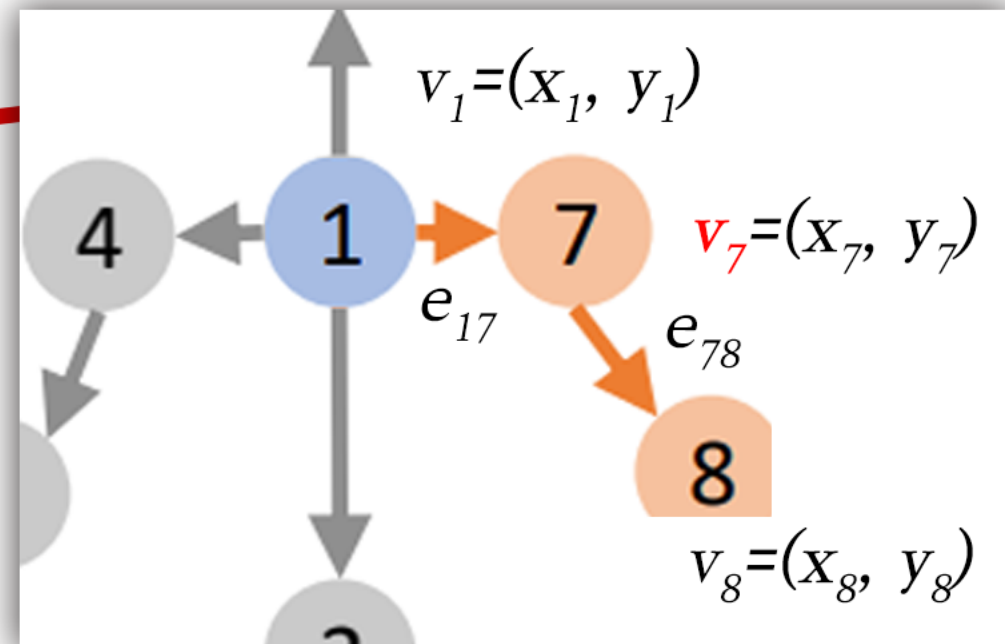 v₁=(x₁, y₁)
4
1
7
v₇=(x₇, y₇)
e₁₇
e₇₈
8
v₈=(x₈, y₈)